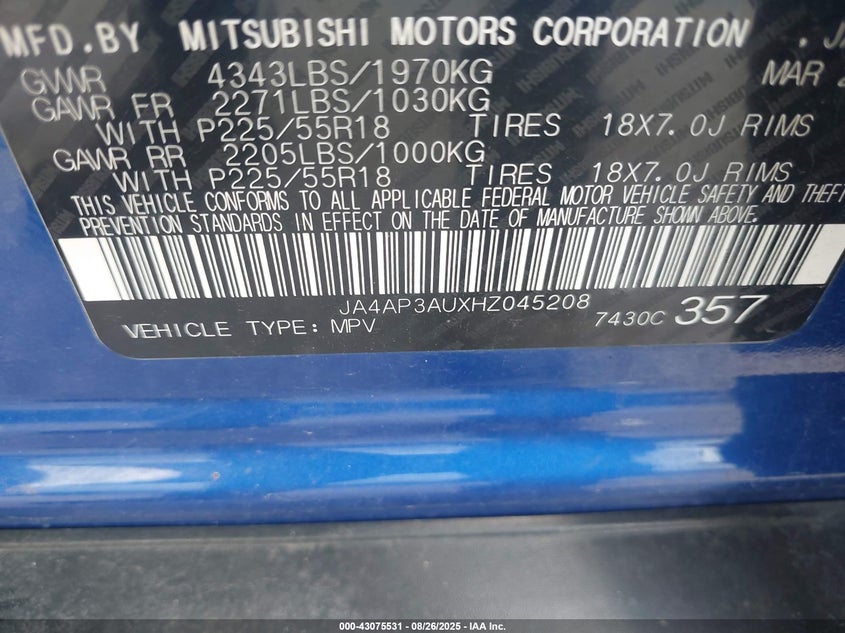 MFD.BY MITSUBISHI MOTORS CORPORATION
GVWR 4343LBS/1970KG MAR
GAWR FR 2271LBS/1030KG
WITH P225/55R18 TIRES 18X7.0J RIMS
GAWR RR 2205LBS/1000KG
WITH P225/55R18 TIRES 18X7.0J RIMS
THIS VEHICLE CONFORMS TO ALL APPLICABLE FEDERAL MOTOR VEHICLE SAFETY AND THEFT
PREVENTION STANDARDS IN EFFECT ON THE DATE OF MANUFACTURE SHOWN ABOVE.
JA4AP3AUXHZ045208
VEHICLE TYPE: MPV 7430C 357
000-43075531 - 08/26/2025 - IAA Inc.